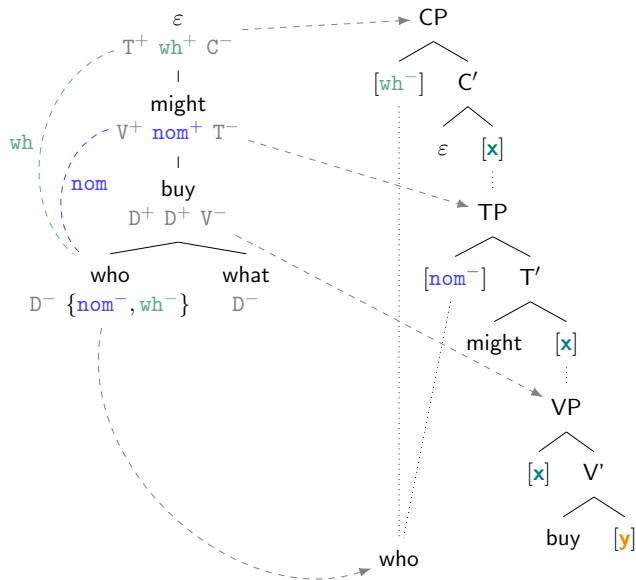 ε CP
T⁺ wh⁺ C⁻
[wh⁻] C′
might
wh V⁺ nom⁺ T⁻ ε [x]
nom
buy TP
D⁺ D⁺ V⁻
who what [nom⁻] T′
D⁻ {nom⁻, wh⁻} D⁻
might [x]
VP
[x] V'
buy [y]
who